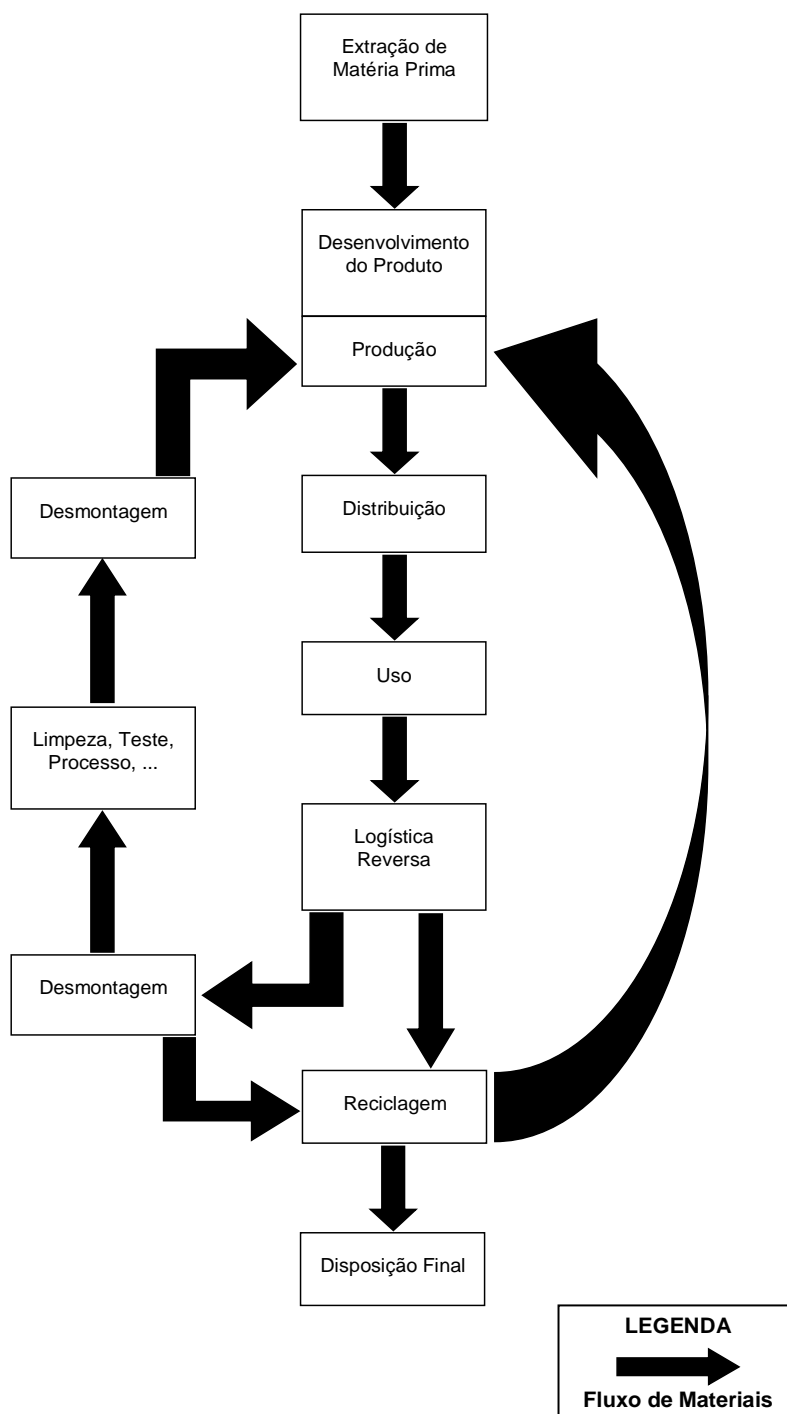 Extração de
Matéria Prima
Desenvolvimento
do Produto
Produção
Desmontagem
Distribuição
Uso
Limpeza, Teste,
Processo, ...
Logística
Reversa
Desmontagem
Reciclagem
Disposição Final
LEGENDA
Fluxo de Materiais